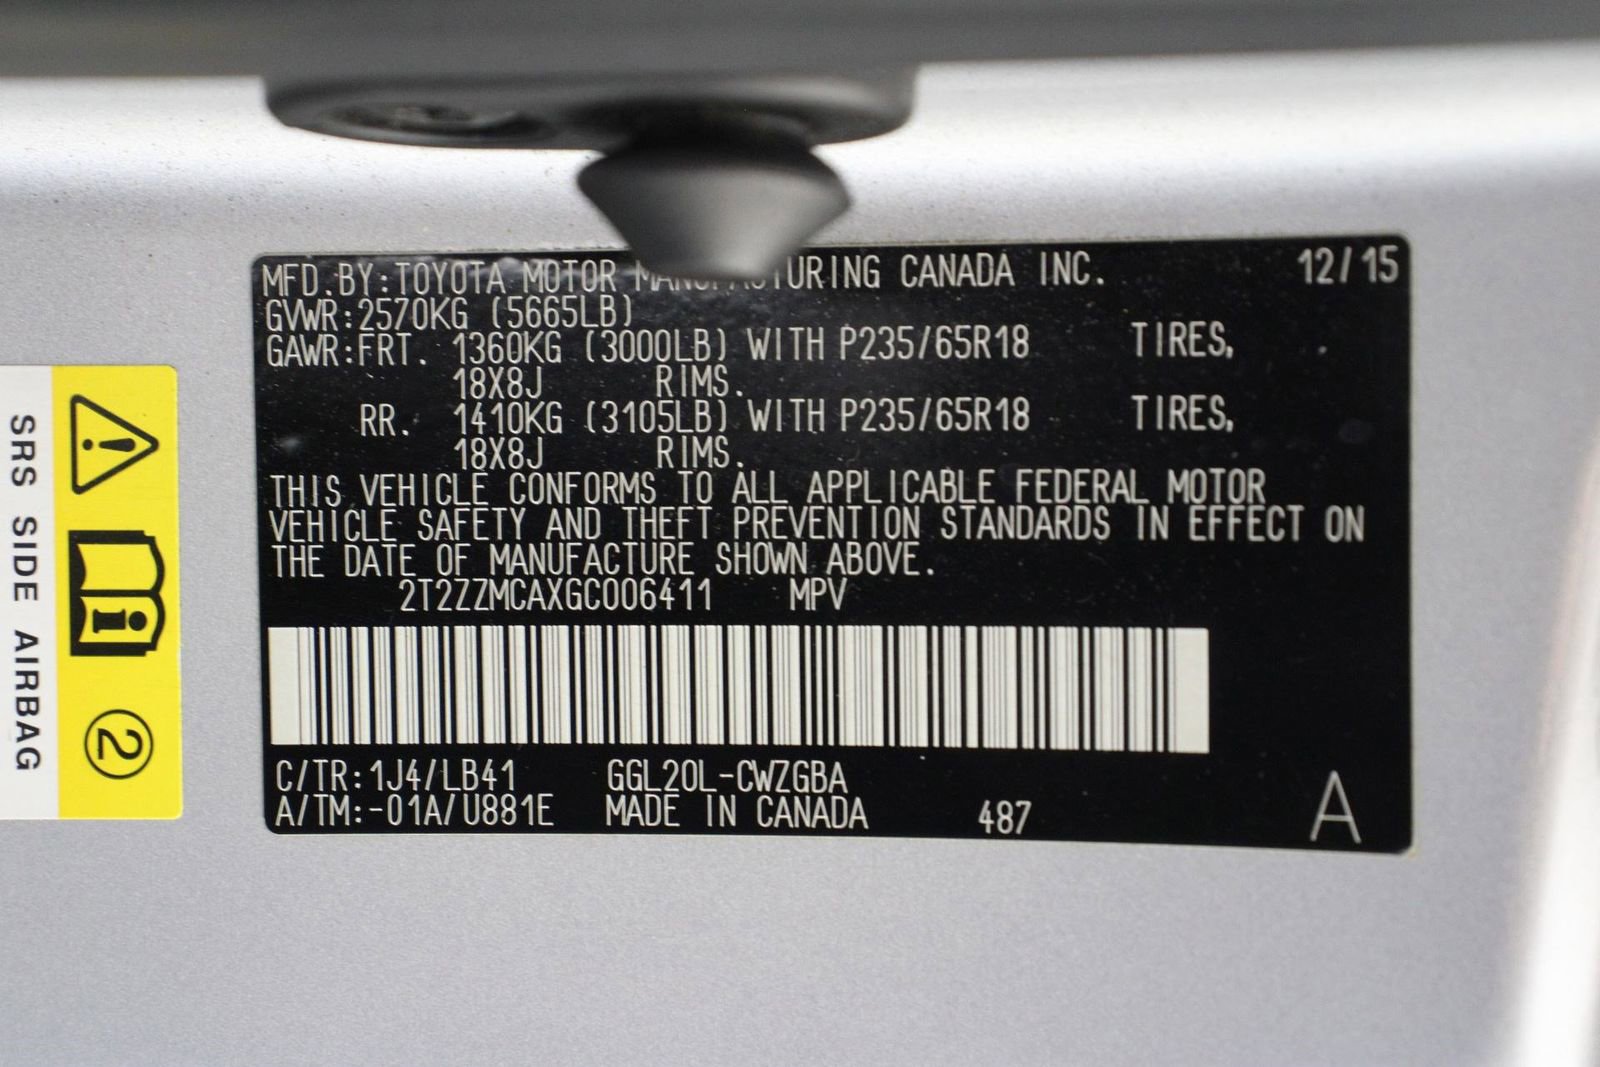 MFD.BY:TOYOTA MOTOR MANUFACTURING CANADA INC. 12/15
GVWR:2570KG (5665LB)
GAWR:FRT. 1360KG (3000LB) WITH P235/65R18 TIRES,
18X8J RIMS.
RR. 1410KG (3105LB) WITH P235/65R18 TIRES,
18X8J RIMS.
THIS VEHICLE CONFORMS TO ALL APPLICABLE FEDERAL MOTOR
VEHICLE SAFETY AND THEFT PREVENTION STANDARDS IN EFFECT ON
THE DATE OF MANUFACTURE SHOWN ABOVE.
2T2ZZMCAXGC006411 MPV
C/TR:1J4/LB41 GGL20L-CWZGBA
A/TM:-01A/U881E MADE IN CANADA 487 A
SRS SIDE AIRBAG
2